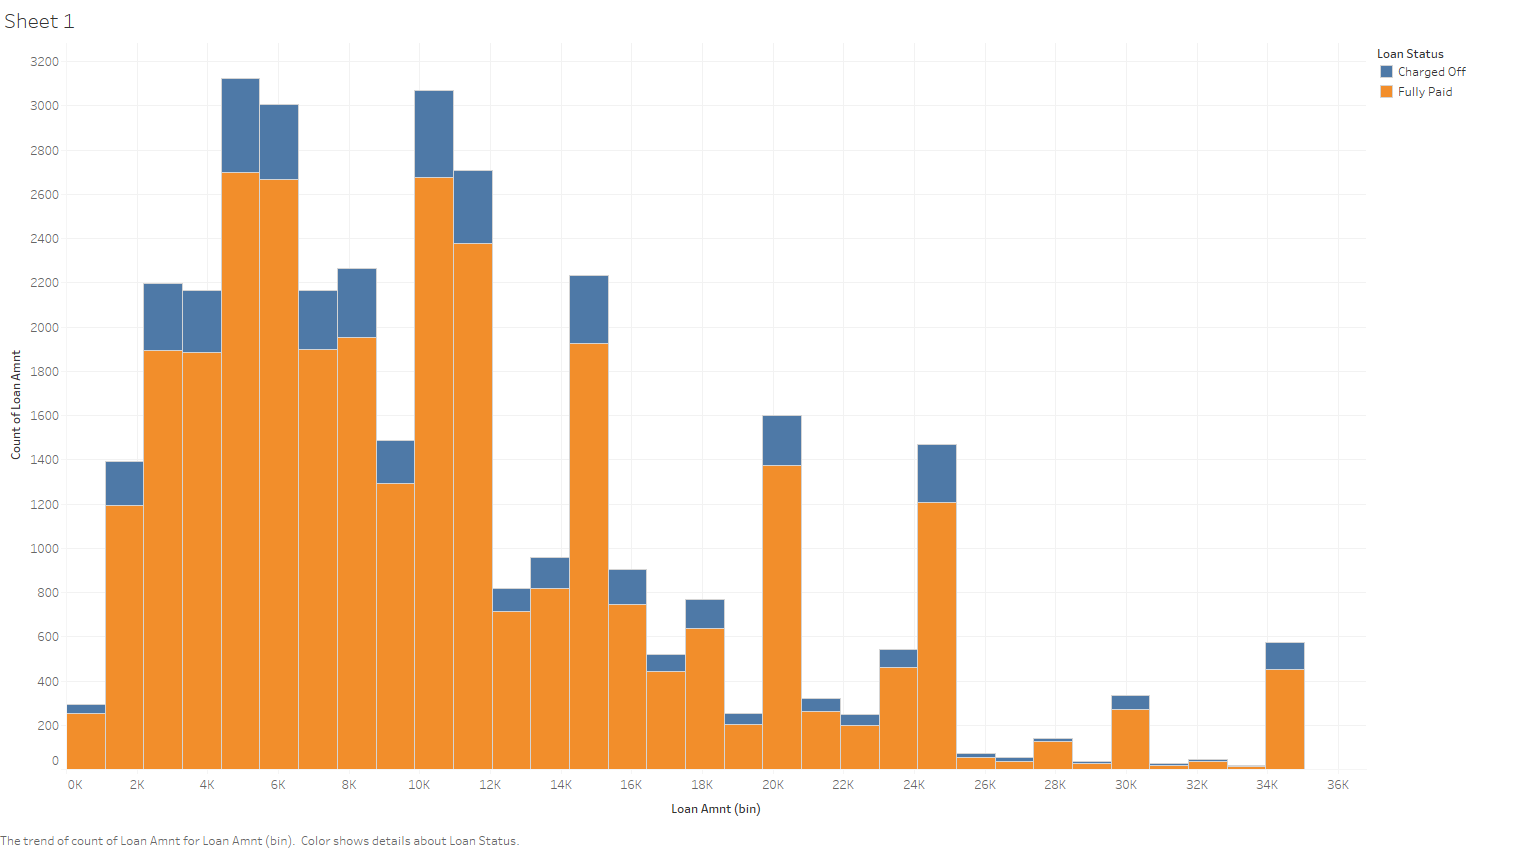 Sheet 1
Loan Status
Charged Off
Fully Paid
3200
3000
2800
2600
2400
2200
2000
1800
1600
1400
1200
1000
800
600
400
200
0
Count of Loan Amnt
0K 2K 4K 6K 8K 10K 12K 14K 16K 18K 20K 22K 24K 26K 28K 30K 32K 34K 36K
Loan Amnt (bin)
The trend of count of Loan Amnt for Loan Amnt (bin). Color shows details about Loan Status.